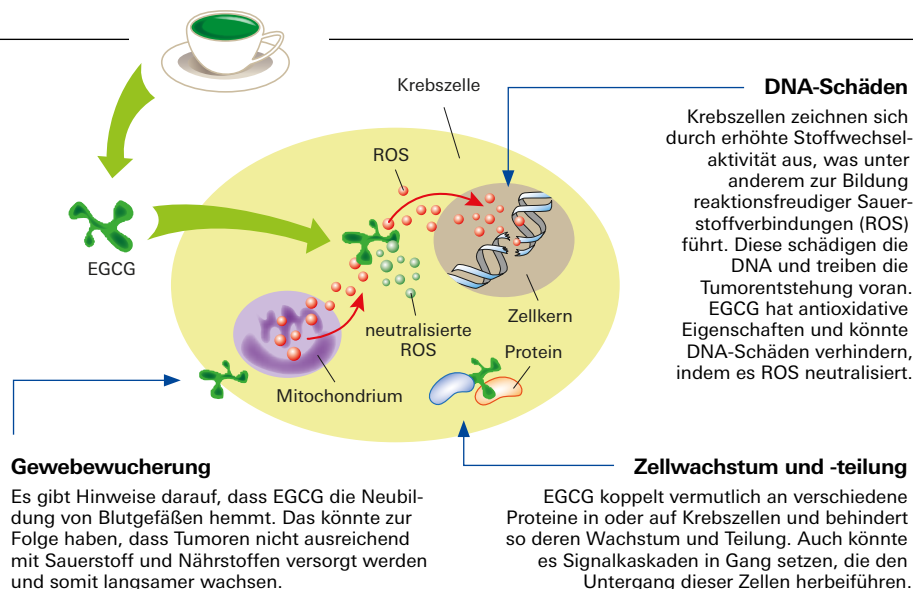 Krebszelle
ROS
EGCG
neutralisierte
ROS
Zellkern
Protein
Mitochondrium
DNA-Schäden
Krebszellen zeichnen sich
durch erhöhte Stoffwechsel-
aktivität aus, was unter
anderem zur Bildung
reaktionsfreudiger Sauer-
stoffverbindungen (ROS)
führt. Diese schädigen die
DNA und treiben die
Tumorentstehung voran.
EGCG hat antioxidative
Eigenschaften und könnte
DNA-Schäden verhindern,
indem es ROS neutralisiert.
Gewebewucherung
Es gibt Hinweise darauf, dass EGCG die Neubil-
dung von Blutgefäßen hemmt. Das könnte zur
Folge haben, dass Tumoren nicht ausreichend
mit Sauerstoff und Nährstoffen versorgt werden
und somit langsamer wachsen.
Zellwachstum und -teilung
EGCG koppelt vermutlich an verschiedene
Proteine in oder auf Krebszellen und behindert
so deren Wachstum und Teilung. Auch könnte
es Signalkaskaden in Gang setzen, die den
Untergang dieser Zellen herbeiführen.